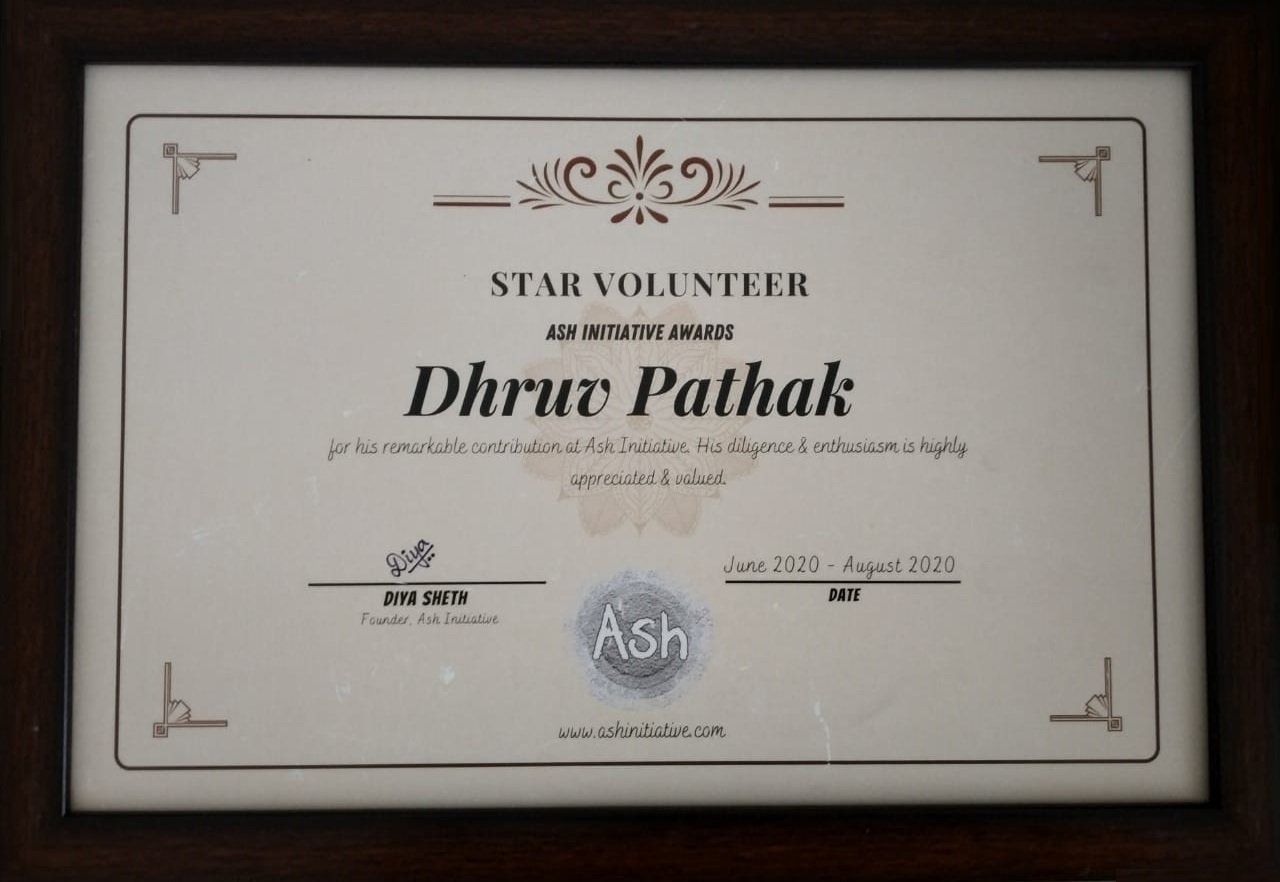 STAR VOLUNTEER
ASH INITIATIVE AWARDS
Dhruv Pathak
for his remarkable contribution at Ash Initiative. His diligence & enthusiasm is highly
appreciated & valued.
Diya
DIYA SHETH
Founder, Ash Initiative
June 2020 - August 2020
DATE
Ash
www.ashinitiative.com